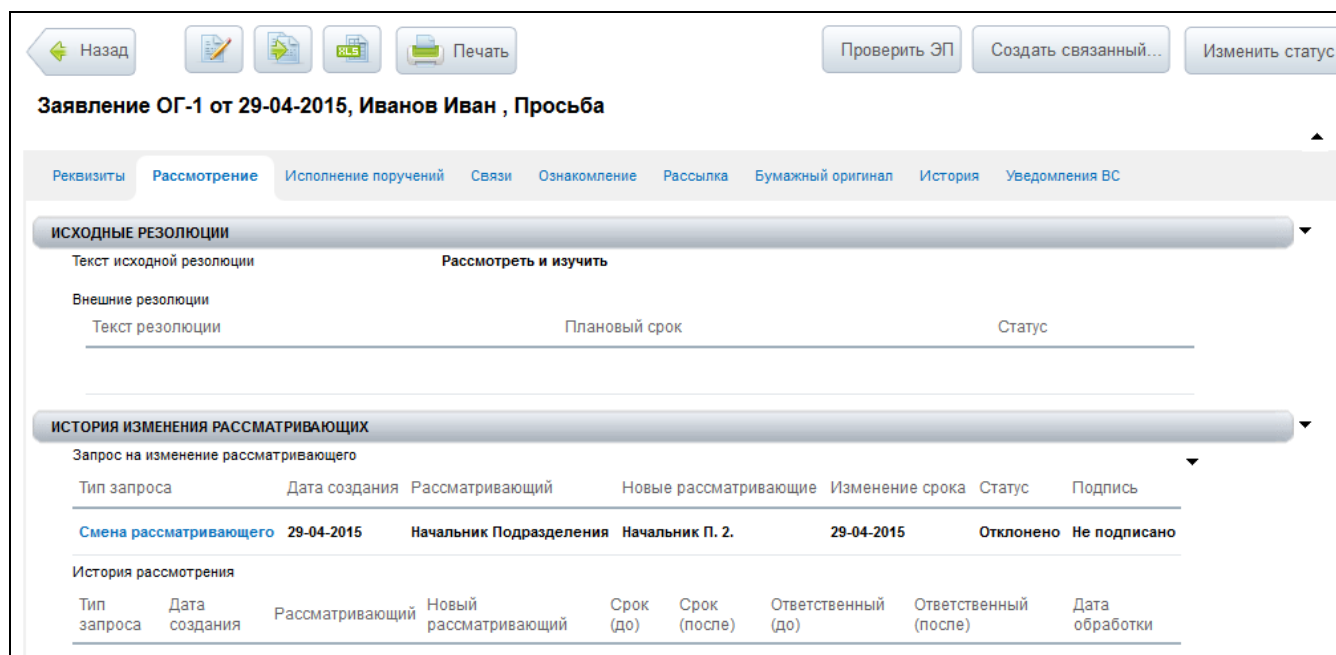 Назад XLS Печать Проверить ЭП Создать связанный... Изменить статус
Заявление ОГ-1 от 29-04-2015, Иванов Иван , Просьба
Реквизиты Рассмотрение Исполнение поручений Связи Ознакомление Рассылка Бумажный оригинал История Уведомления ВС
ИСХОДНЫЕ РЕЗОЛЮЦИИ
Текст исходной резолюции Рассмотреть и изучить
Внешние резолюции
Текст резолюции Плановый срок Статус
ИСТОРИЯ ИЗМЕНЕНИЯ РАССМАТРИВАЮЩИХ
Запрос на изменение рассматривающего
Тип запроса Дата создания Рассматривающий Новые рассматривающие Изменение срока Статус Подпись
Смена рассматривающего 29-04-2015 Начальник Подразделения Начальник П. 2. 29-04-2015 Отклонено Не подписано
История рассмотрения
Тип запроса Дата создания Рассматривающий Новый рассматривающий Срок (до) Срок (после) Ответственный (до) Ответственный (после) Дата обработки